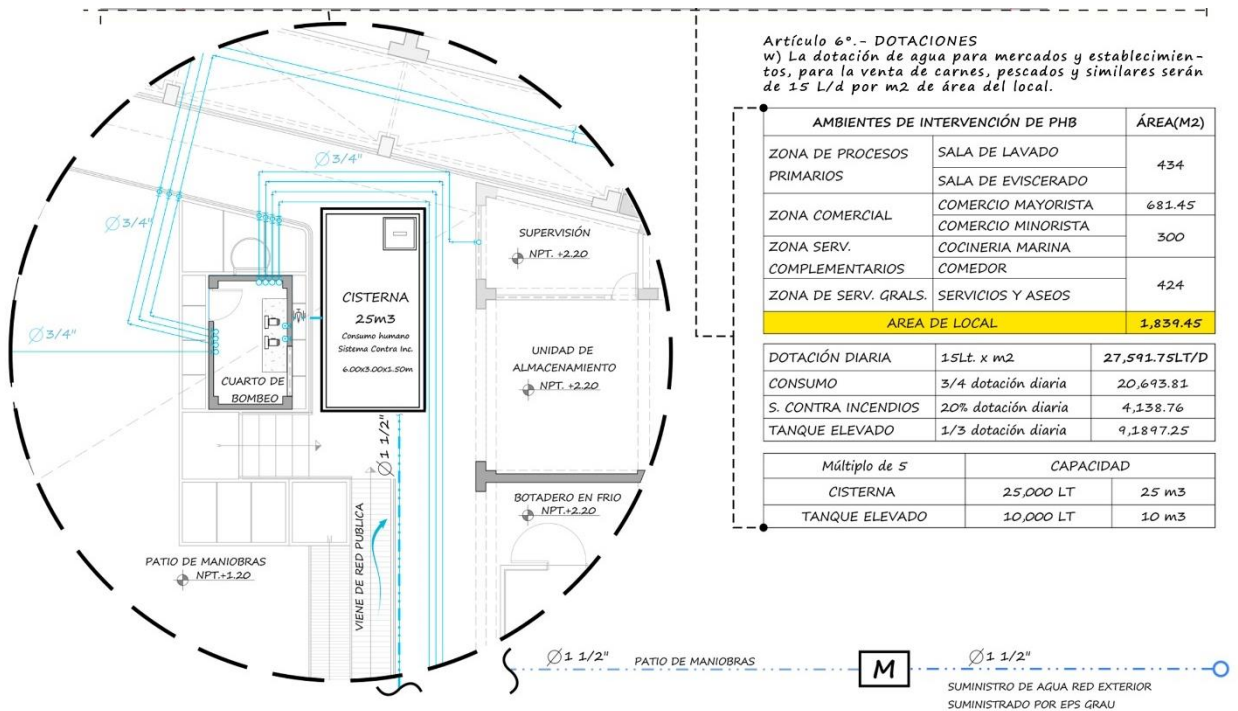 Artículo 6°.- DOTACIONES
W) La dotación de agua para mercados y establecimien-
tos, para la venta de carnes, pescados y similares serán
de 15 L/d por m2 de área del local.
AMBIENTES DE INTERVENCIÓN DE PHB ÁREA(M2)
ZONA DE PROCESOS PRIMARIOS
SALA DE LAVADO
SALA DE EVISCERADO
434
ZONA COMERCIAL
COMERCIO MAYORISTA 681.45
COMERCIO MINORISTA
300
ZONA SERV. COMPLEMENTARIOS
COCINERIA MARINA
COMEDOR
424
ZONA DE SERV. GRALS. SERVICIOS Y ASEOS
AREA DE LOCAL 1,839.45
DOTACIÓN DIARIA 15Lt. x m2 27,591.75LT/D
CONSUMO 3/4 dotación diaria 20,693.81
S. CONTRA INCENDIOS 20% dotación diaria 4,138.76
TANQUE ELEVADO 1/3 dotación diaria 9,1897.25
Múltiplo de 5 CAPACIDAD
CISTERNA 25,000 LT 25 m3
TANQUE ELEVADO 10,000 LT 10 m3
Ø3/4"
Ø3/4"
Ø3/4"
SUPERVISIÓN
NPT. +2.20
CISTERNA
25m3
Consumo humano
Sistema Contra Inc.
6.00x3.00x1.50m
CUARTO DE
BOMBEO
UNIDAD DE
ALMACENAMIENTO
NPT. +2.20
Ø1 1/2"
BOTADERO EN FRIO
NPT.+2.20
VIENE DE RED PUBLICA
PATIO DE MANIOBRAS
NPT.+1.20
Ø1 1/2" PATIO DE MANIOBRAS
M
Ø1 1/2"
SUMINISTRO DE AGUA RED EXTERIOR
SUMINISTRADO POR EPS GRAU